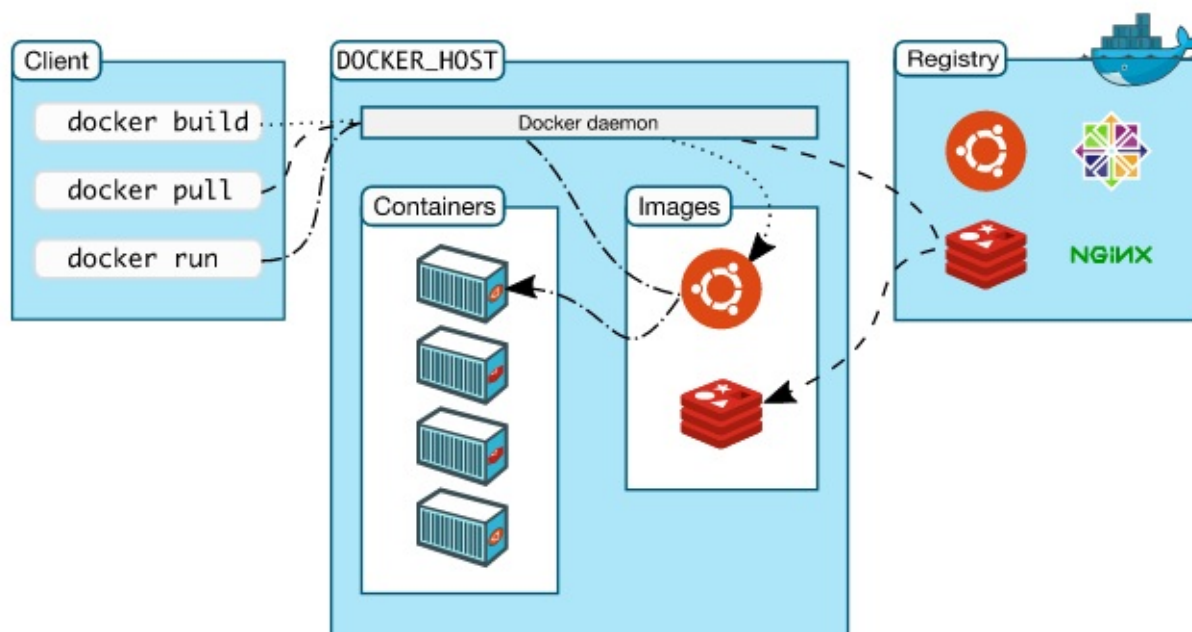 Client
docker build
docker pull
docker run
DOCKER_HOST
Docker daemon
Containers
Images
Registry
NGiNX